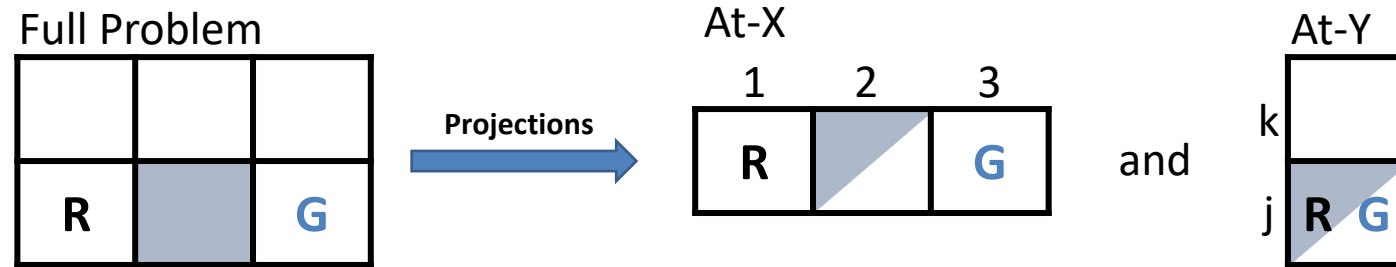 Full Problem
At-X
At-Y
1 2 3
Projections
k
R G
R G
and
j R G